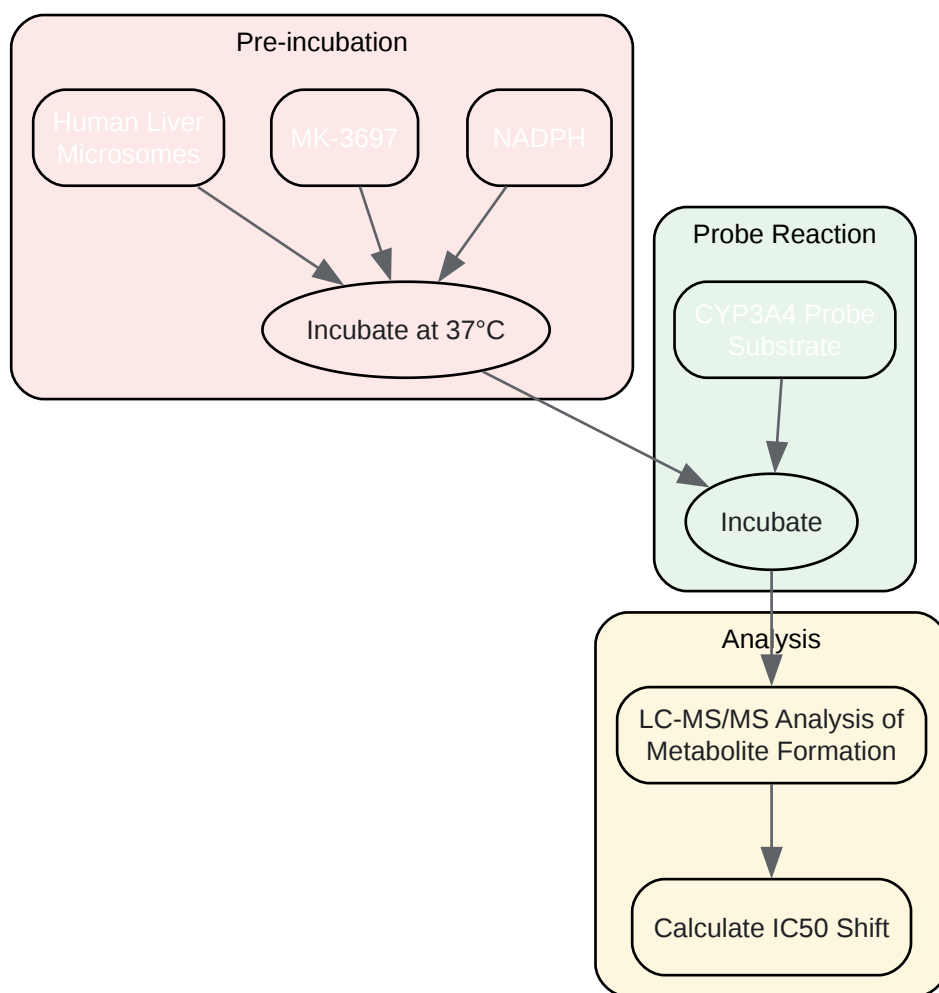 Pre-incubation
Human Liver
Microsomes
MK-3697
NADPH
Incubate at 37°C
Probe Reaction
CYP3A4 Probe
Substrate
Incubate
Analysis
LC-MS/MS Analysis of
Metabolite Formation
Calculate IC50 Shift